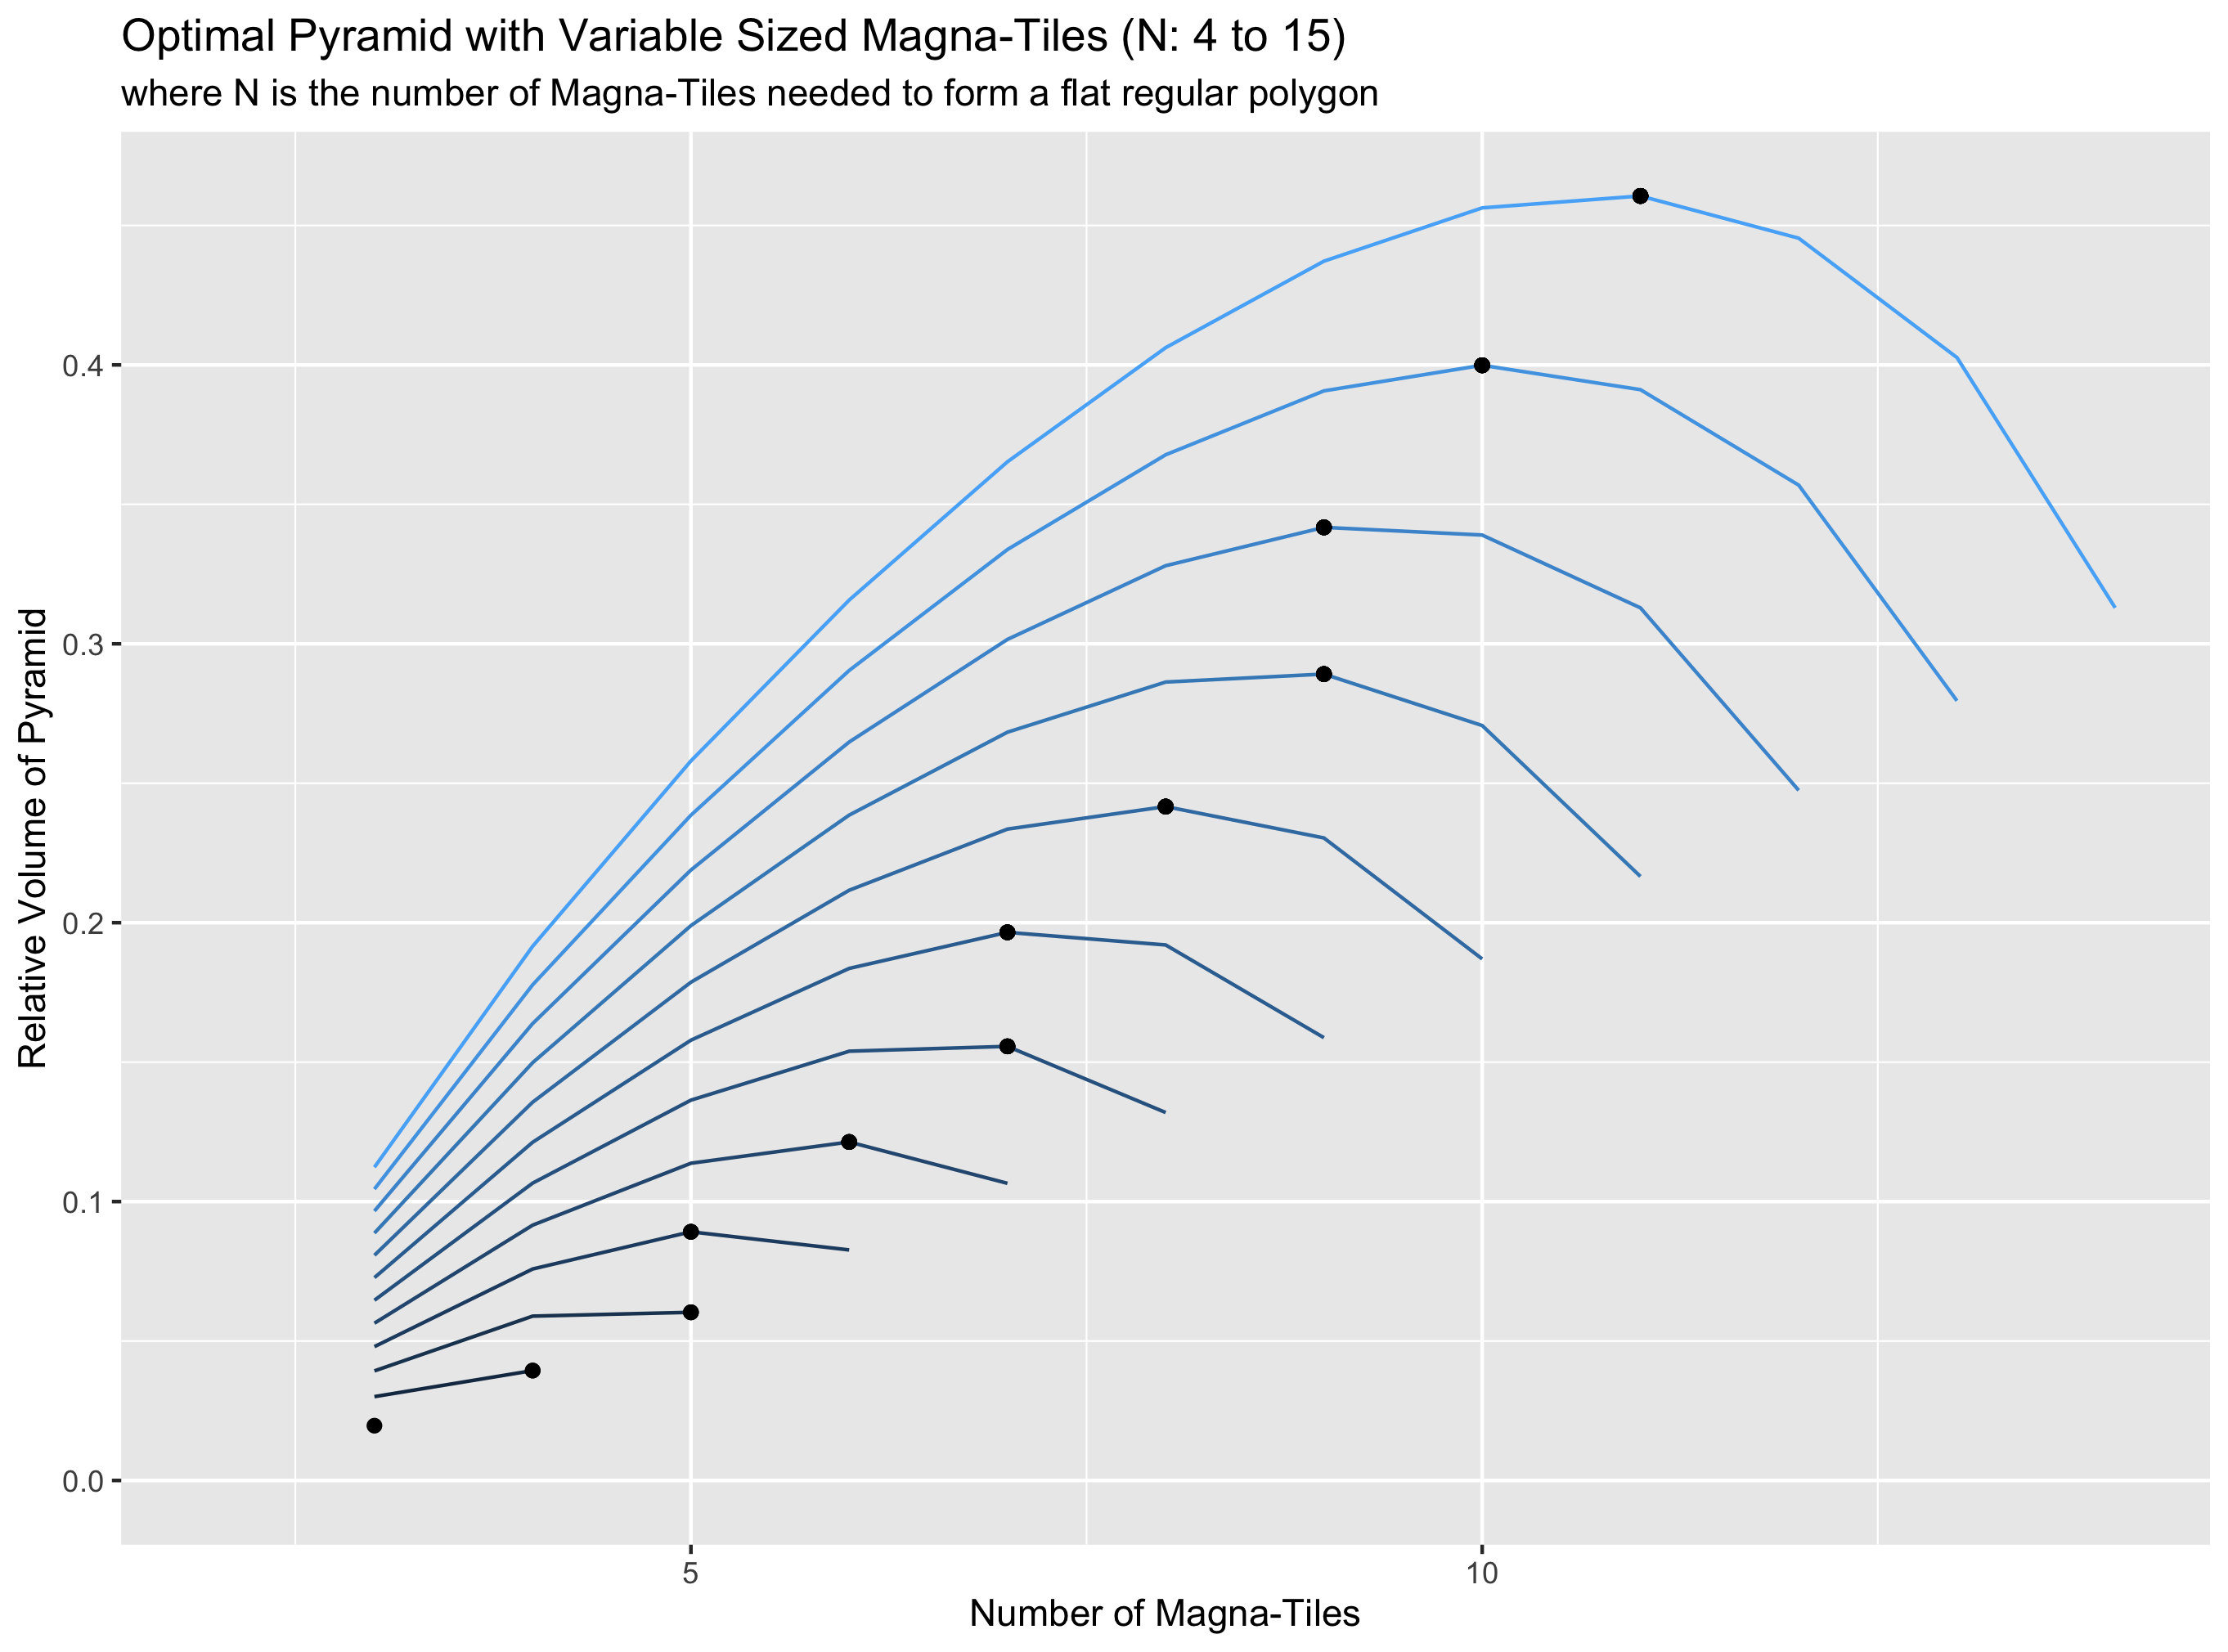 Optimal Pyramid with Variable Sized Magna-Tiles (N: 4 to 15)
where N is the number of Magna-Tiles needed to form a flat regular polygon
Relative Volume of Pyramid
0.4
0.3
0.2
0.1
0.0
5
10
Number of Magna-Tiles